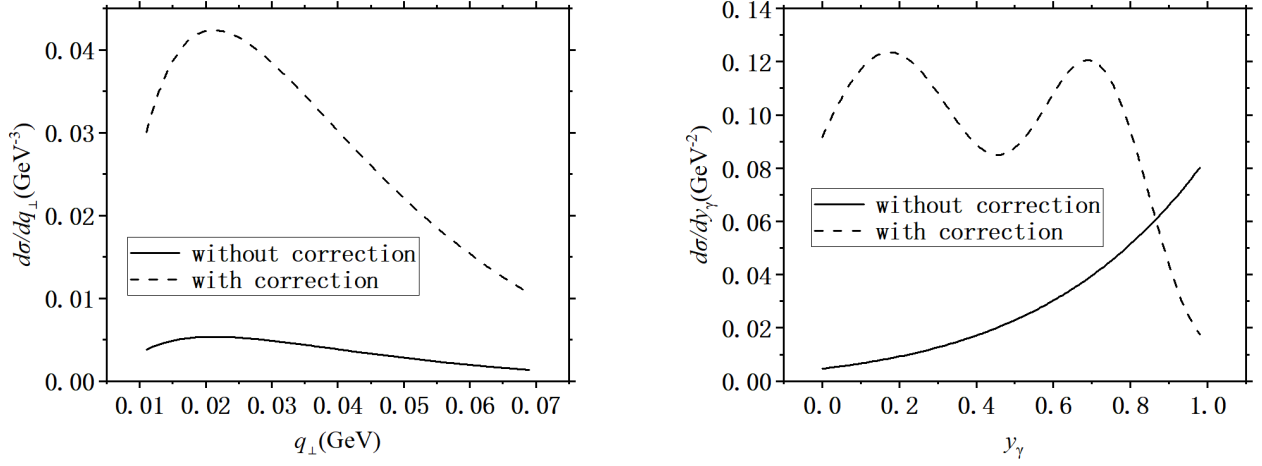 0.04
0.03
0.02
0.01
0.00
dσ/dq⊥(GeV⁻³)
without correction
with correction
0.01 0.02 0.03 0.04 0.05 0.06 0.07
q⊥(GeV)
0.14
0.12
0.10
0.08
0.06
0.04
0.02
0.00
dσ/dyγ(GeV⁻²)
without correction
with correction
0.0 0.2 0.4 0.6 0.8 1.0
yγ